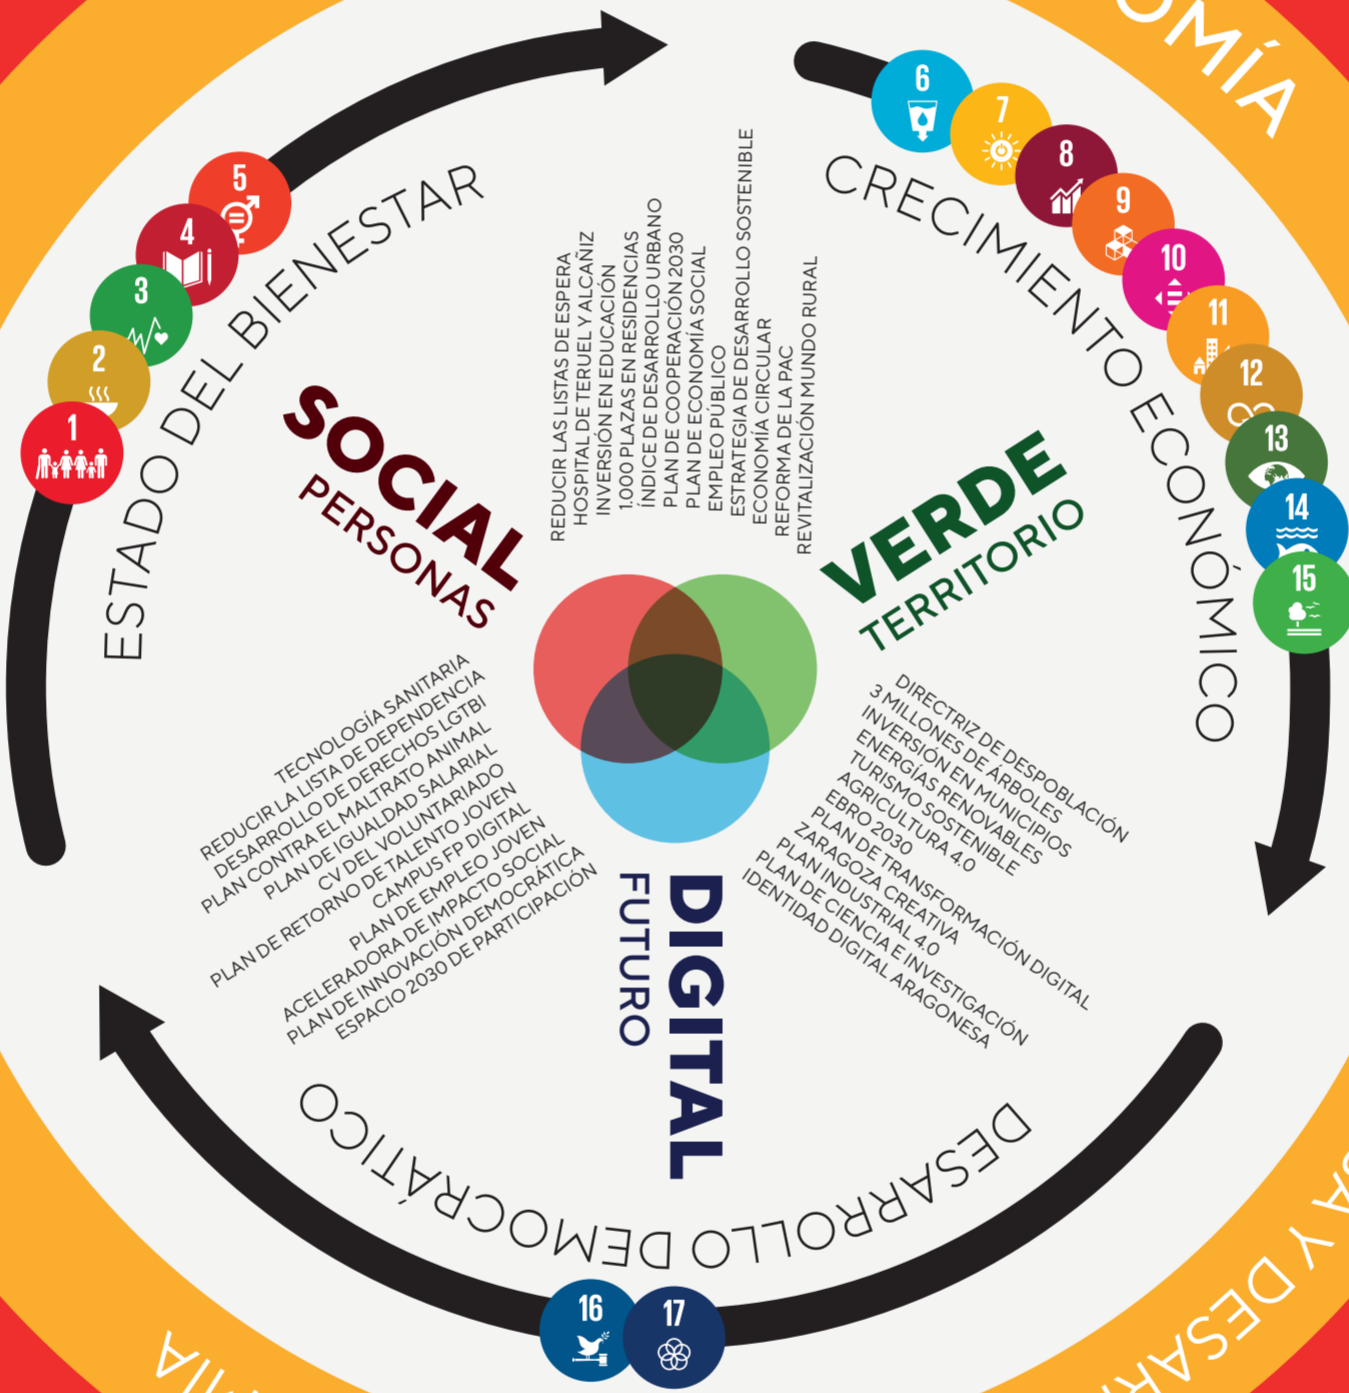 OMÍA
ESTADO DEL BIENESTAR
1
2
3
4
5
CRECIMIENTO ECONÓMICO
6
7
8
9
10
11
12
13
14
15
SOCIAL
PERSONAS
REDUCIR LAS LISTAS DE ESPERA
HOSPITAL DE TERUEL Y ALCAÑIZ
INVERSIÓN EN EDUCACIÓN
1.000 PLAZAS EN RESIDENCIAS
ÍNDICE DE DESARROLLO URBANO
PLAN DE COOPERACIÓN 2030
PLAN DE ECONOMÍA SOCIAL
EMPLEO PÚBLICO
ESTRATEGIA DE DESARROLLO SOSTENIBLE
ECONOMÍA CIRCULAR
REFORMA DE LA PAC
REVITALIZACIÓN MUNDO RURAL
VERDE
TERRITORIO
DIRECTRIZ DE DESPOBLACIÓN
3 MILLONES DE ÁRBOLES
INVERSIÓN EN MUNICIPIOS
ENERGÍAS RENOVABLES
TURISMO SOSTENIBLE
AGRICULTURA 4.0
EBRO 2030
PLAN DE TRANSFORMACIÓN DIGITAL
ZARAGOZA CREATIVA
PLAN INDUSTRIAL 4.0
PLAN DE CIENCIA E INVESTIGACIÓN
IDENTIDAD DIGITAL ARAGONESA
TECNOLOGÍA SANITARIA
REDUCIR LA LISTA DE DEPENDENCIA
DESARROLLO DE DERECHOS LGTBI
PLAN CONTRA EL MALTRATO ANIMAL
PLAN DE IGUALDAD SALARIAL
CV DEL VOLUNTARIADO
PLAN DE RETORNO DE TALENTO JOVEN
CAMPUS FP DIGITAL
PLAN DE EMPLEO JOVEN
ACELERADORA DE IMPACTO SOCIAL
PLAN DE INNOVACIÓN DEMOCRÁTICA
ESPACIO 2030 DE PARTICIPACIÓN
DIGITAL
FUTURO
DESARROLLO DEMOCRÁTICO
16
17
A Y DESAR
MÍA